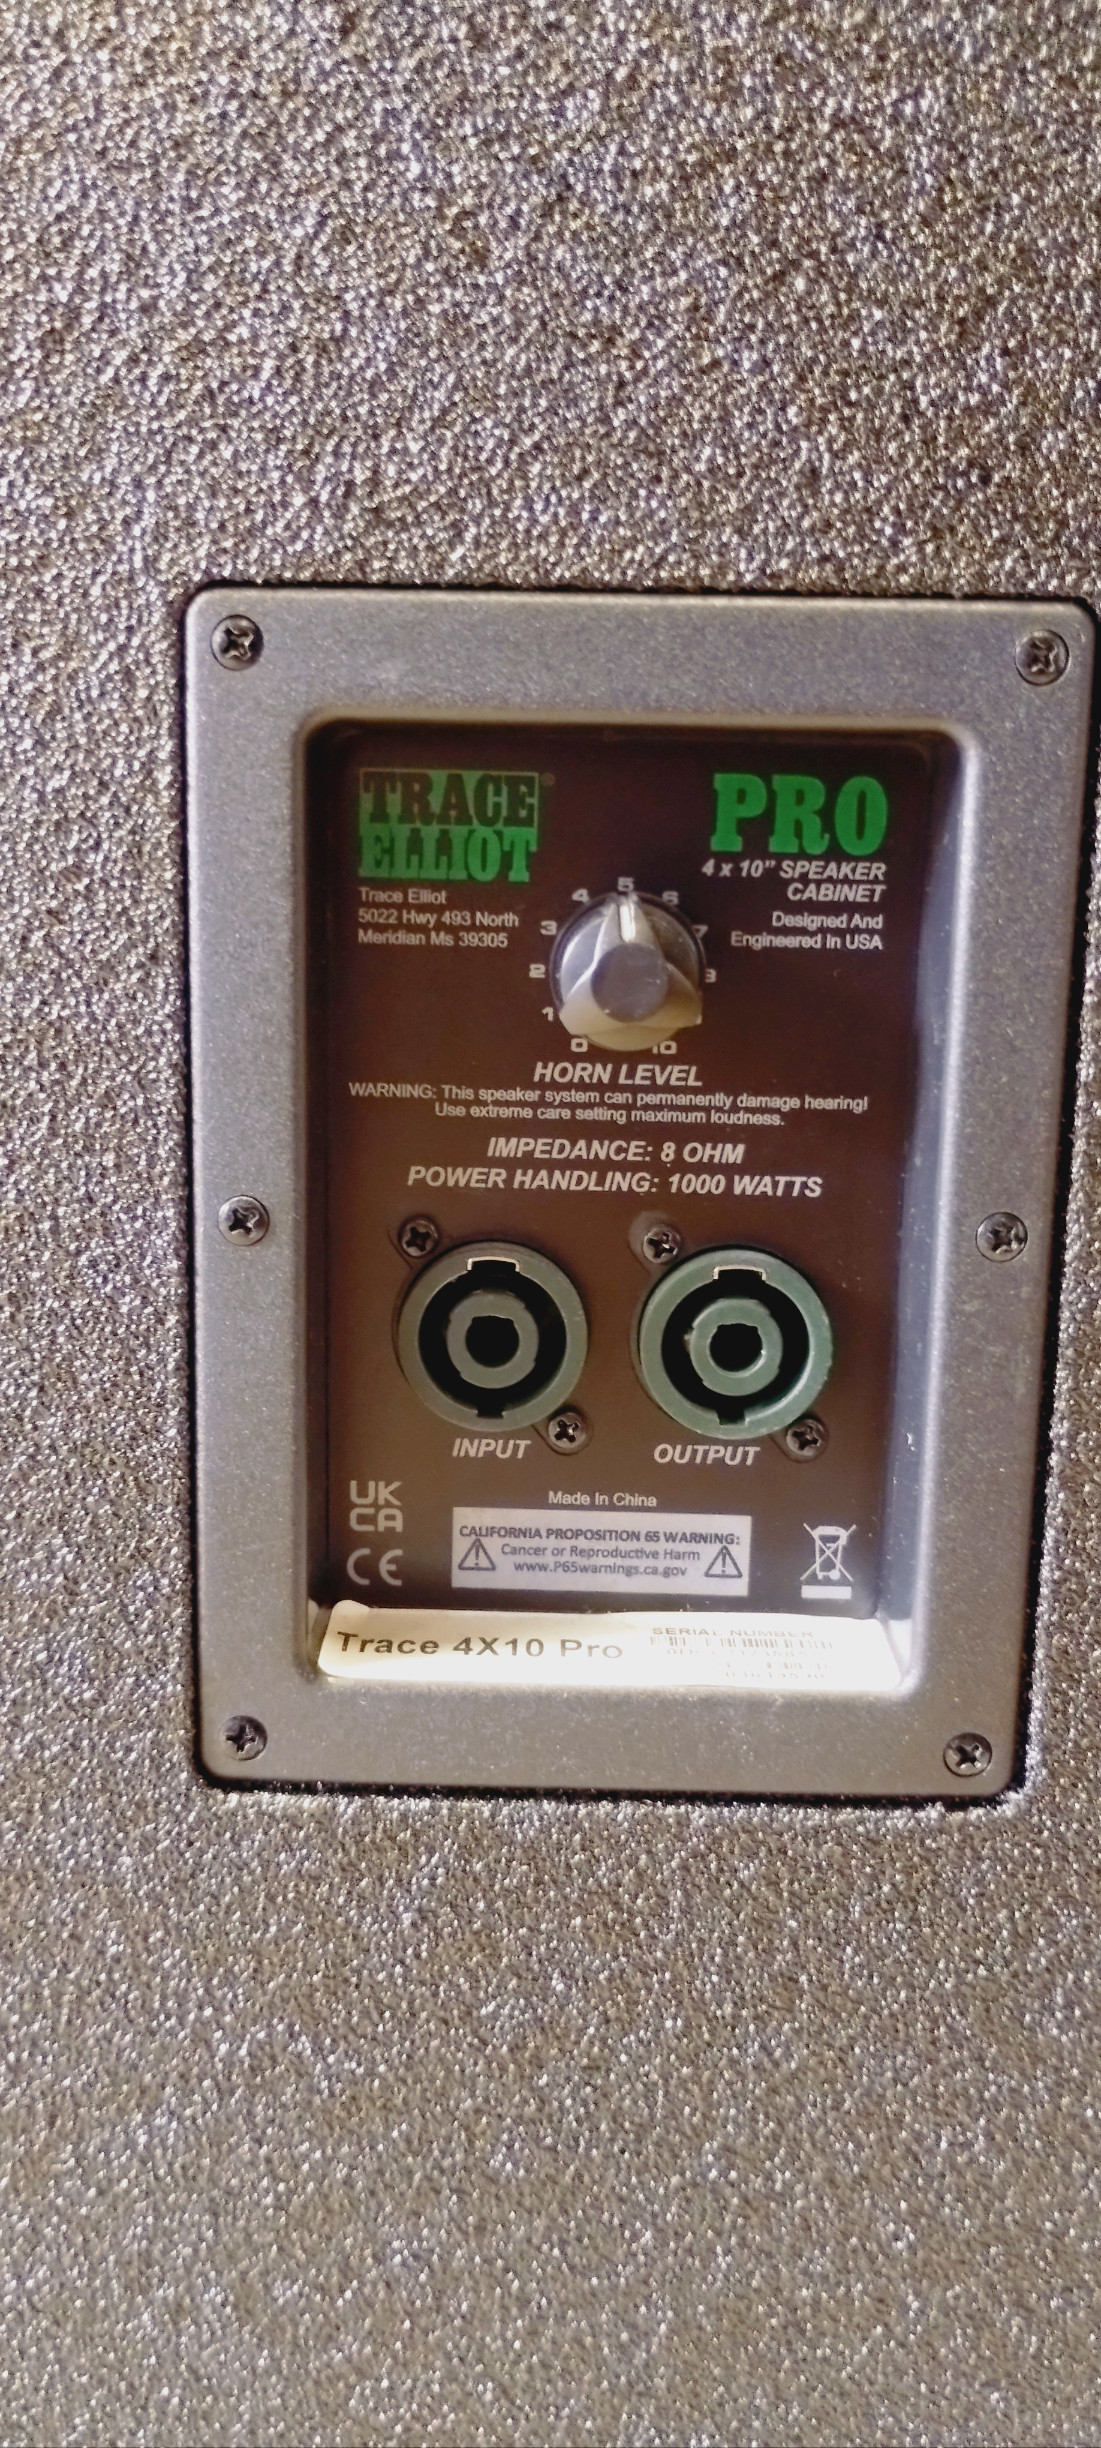 TRACE
ELLIOT®
PRO
4 x 10” SPEAKER
CABINET
Trace Elliot
5022 Hwy 493 North
Meridian Ms 39305
Designed And
Engineered In USA
0 1 2 3 4 5 6 7 8 10
HORN LEVEL
WARNING: This speaker system can permanently damage hearing!
Use extreme care setting maximum loudness.
IMPEDANCE: 8 OHM
POWER HANDLING: 1000 WATTS
INPUT
OUTPUT
UK
CA
CE
Made In China
CALIFORNIA PROPOSITION 65 WARNING:
Cancer or Reproductive Harm
www.P65warnings.ca.gov
Trace 4X10 Pro
SERIAL NUMBER